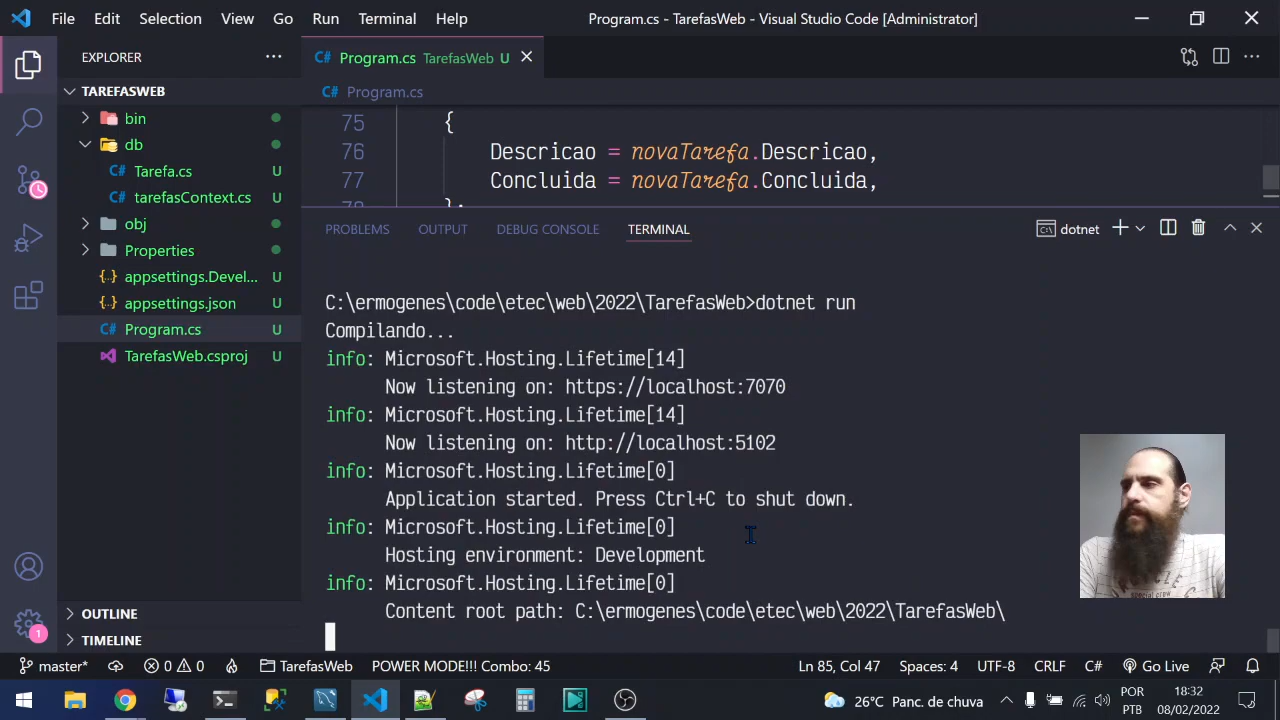 File Edit Selection View Go Run Terminal Help
Program.cs - TarefasWeb - Visual Studio Code [Administrator]
EXPLORER
C# Program.cs TarefasWeb U
TAREFASWEB
C# Program.cs
bin
db
C# Tarefa.cs U
C# tarefasContext.cs U
obj
Properties
{..} appsettings.Devel... U
{..} appsettings.json U
C# Program.cs U
TarefasWeb.csproj U
OUTLINE
TIMELINE
75 {
76 Descricao = novaTarefa.Descricao,
77 Concluida = novaTarefa.Concluida,
78 };
PROBLEMS OUTPUT DEBUG CONSOLE TERMINAL
dotnet
C:\ermogenes\code\etec\web\2022\TarefasWeb>dotnet run
Compilando...
info: Microsoft.Hosting.Lifetime[14]
Now listening on: https://localhost:7070
info: Microsoft.Hosting.Lifetime[14]
Now listening on: http://localhost:5102
info: Microsoft.Hosting.Lifetime[0]
Application started. Press Ctrl+C to shut down.
info: Microsoft.Hosting.Lifetime[0]
Hosting environment: Development
info: Microsoft.Hosting.Lifetime[0]
Content root path: C:\ermogenes\code\etec\web\2022\TarefasWeb\
1
master* 0 0 TarefasWeb POWER MODE!!! Combo: 45 Ln 85, Col 47 Spaces: 4 UTF-8 CRLF C# Go Live
26°C Panc. de chuva
POR
PTB
18:32
08/02/2022